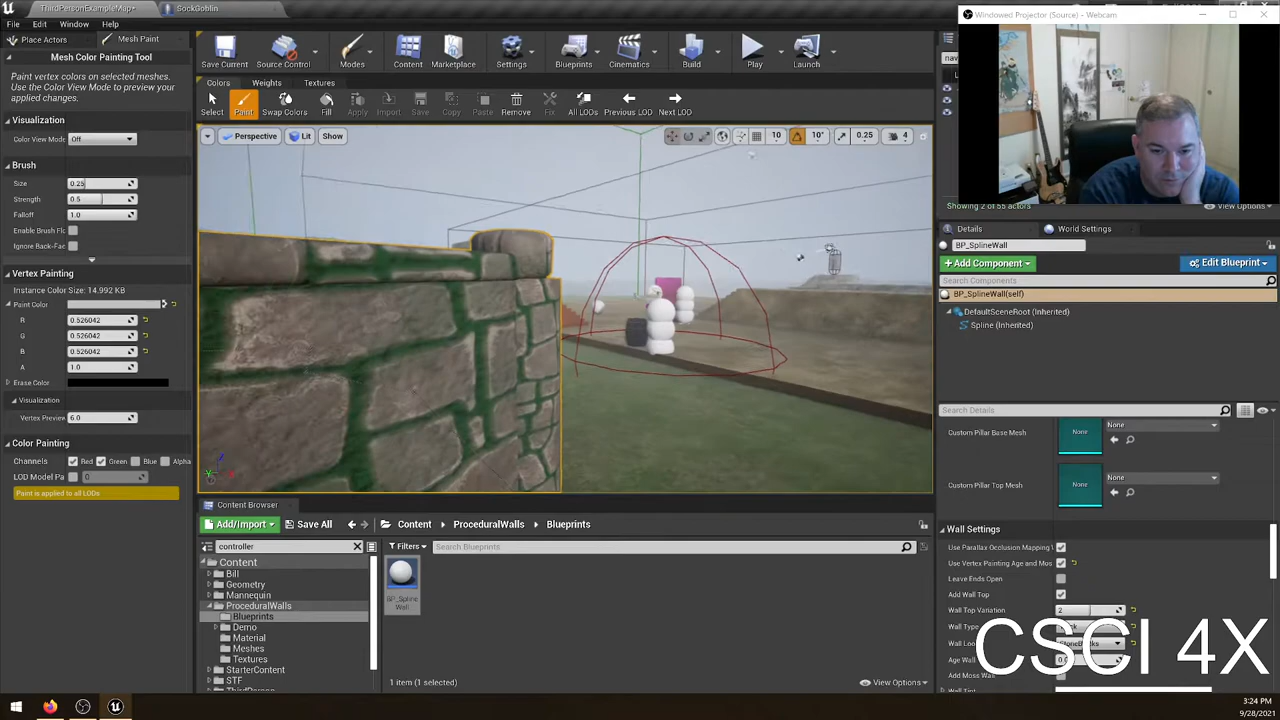 ThirdPersonExampleMap*
SockGoblin
Windowed Projector (Source) - Webcam
File Edit Window Help
Place Actors
Mesh Paint
Mesh Color Painting Tool
Paint vertex colors on selected meshes.
Use the Color View Mode to preview your
applied changes.
Visualization
Color View Mode
Off
Brush
Size
0.25
Strength
0.5
Falloff
1.0
Enable Brush Flo
Ignore Back-Fac
Vertex Painting
Instance Color Size: 14.992 KB
Paint Color
R
0.526042
G
0.526042
B
0.526042
A
1.0
Erase Color
Visualization
Vertex Preview
6.0
Color Painting
Channels
Red
Green
Blue
Alpha
LOD Model Pa
0
Paint is applied to all LODs
Save Current
Source Control
Modes
Content
Marketplace
Settings
Blueprints
Cinematics
Build
Play
Launch
Colors
Weights
Textures
Select
Paint
Swap Colors
Fill
Apply
Import
Save
Copy
Paste
Remove
Fix
All LODs
Previous LOD
Next LOD
Perspective
Lit
Show
10
10°
0.25
4
nav
Showing 2 of 55 actors
View Options
Details
World Settings
BP_SplineWall
+ Add Component
Edit Blueprint
Search Components
BP_SplineWall(self)
DefaultSceneRoot (Inherited)
Spline (Inherited)
Search Details
Custom Pillar Base Mesh
None
None
Custom Pillar Top Mesh
None
None
Wall Settings
Use Parallax Occlusion Mapping
Use Vertex Painting Age and Mos
Leave Ends Open
Add Wall Top
Wall Top Variation
2
Wall Type
Wall Loo
Age Wall
Add Moss Wall
Wall Tint
Content Browser
Add/Import
Save All
Content
ProceduralWalls
Blueprints
controller
Filters
Search Blueprints
Content
Bill
Geometry
Mannequin
ProceduralWalls
Blueprints
Demo
Material
Meshes
Textures
StarterContent
STF
ThirdPerson
BP_Spline
Wall
1 item (1 selected)
View Options
CSCI 4X
3:24 PM
9/28/2021